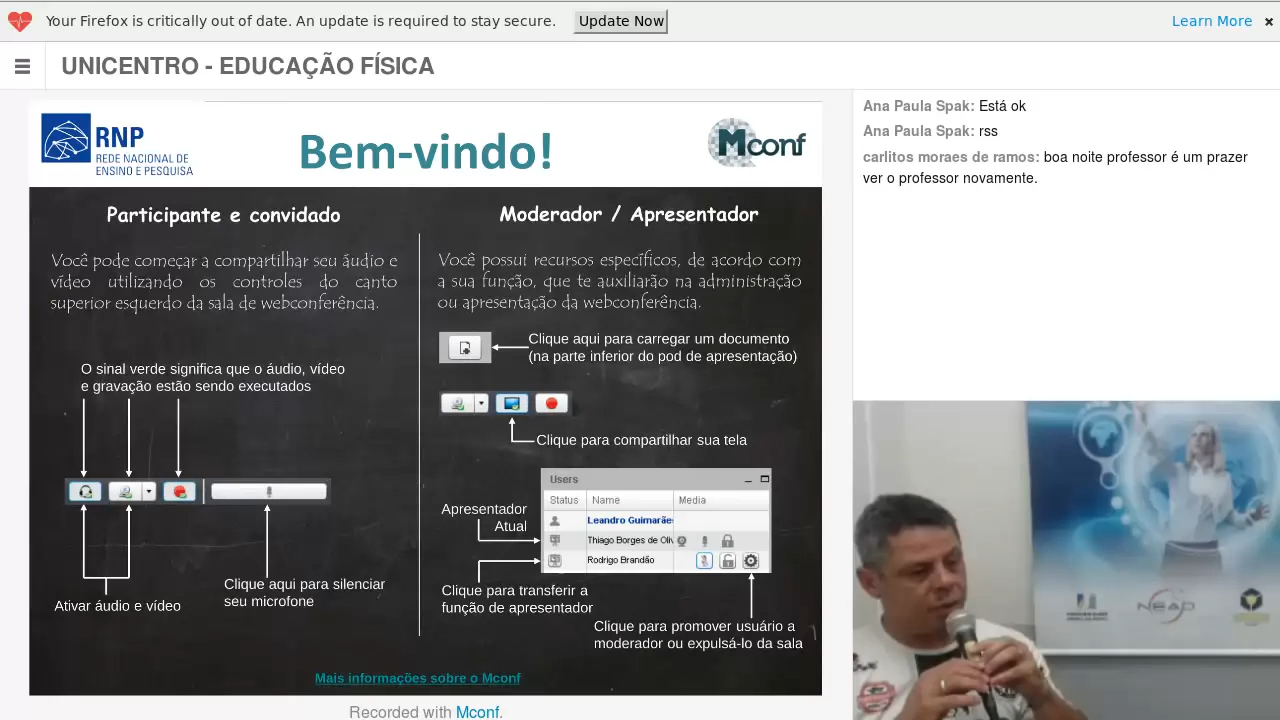 Your Firefox is critically out of date. An update is required to stay secure. Update Now Learn More ×
UNICENTRO - EDUCAÇÃO FÍSICA
RNP
REDE NACIONAL DE
ENSINO E PESQUISA
Bem-vindo!
Mconf
Participante e convidado
Você pode começar a compartilhar seu áudio e
vídeo utilizando os controles do canto
superior esquerdo da sala de webconferência.
O sinal verde significa que o áudio, vídeo
e gravação estão sendo executados
Ativar áudio e vídeo
Clique aqui para silenciar
seu microfone
Moderador / Apresentador
Você possui recursos específicos, de acordo com
a sua função, que te auxiliarão na administração
ou apresentação da webconferência.
Clique aqui para carregar um documento
(na parte inferior do pod de apresentação)
Clique para compartilhar sua tela
Users
Status Name Media
Leandro Guimarães
Thiago Borges de Oliv
Rodrigo Brandão
Apresentador
Atual
Clique para transferir a
função de apresentador
Clique para promover usuário a
moderador ou expulsá-lo da sala
Mais informações sobre o Mconf
Recorded with Mconf.
Ana Paula Spak: Está ok
Ana Paula Spak: rss
carlitos moraes de ramos: boa noite professor é um prazer
ver o professor novamente.
NEAD